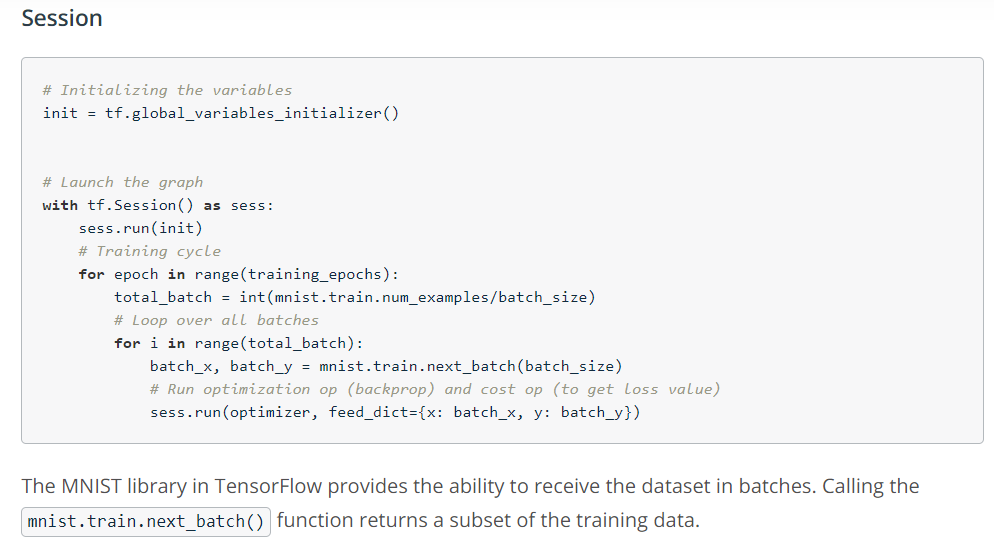 Session
# Initializing the variables
init = tf.global_variables_initializer()
# Launch the graph
with tf.Session() as sess:
    sess.run(init)
    # Training cycle
    for epoch in range(training_epochs):
        total_batch = int(mnist.train.num_examples/batch_size)
        # Loop over all batches
        for i in range(total_batch):
            batch_x, batch_y = mnist.train.next_batch(batch_size)
            # Run optimization op (backprop) and cost op (to get loss value)
            sess.run(optimizer, feed_dict={x: batch_x, y: batch_y})
The MNIST library in TensorFlow provides the ability to receive the dataset in batches. Calling the
mnist.train.next_batch() function returns a subset of the training data.